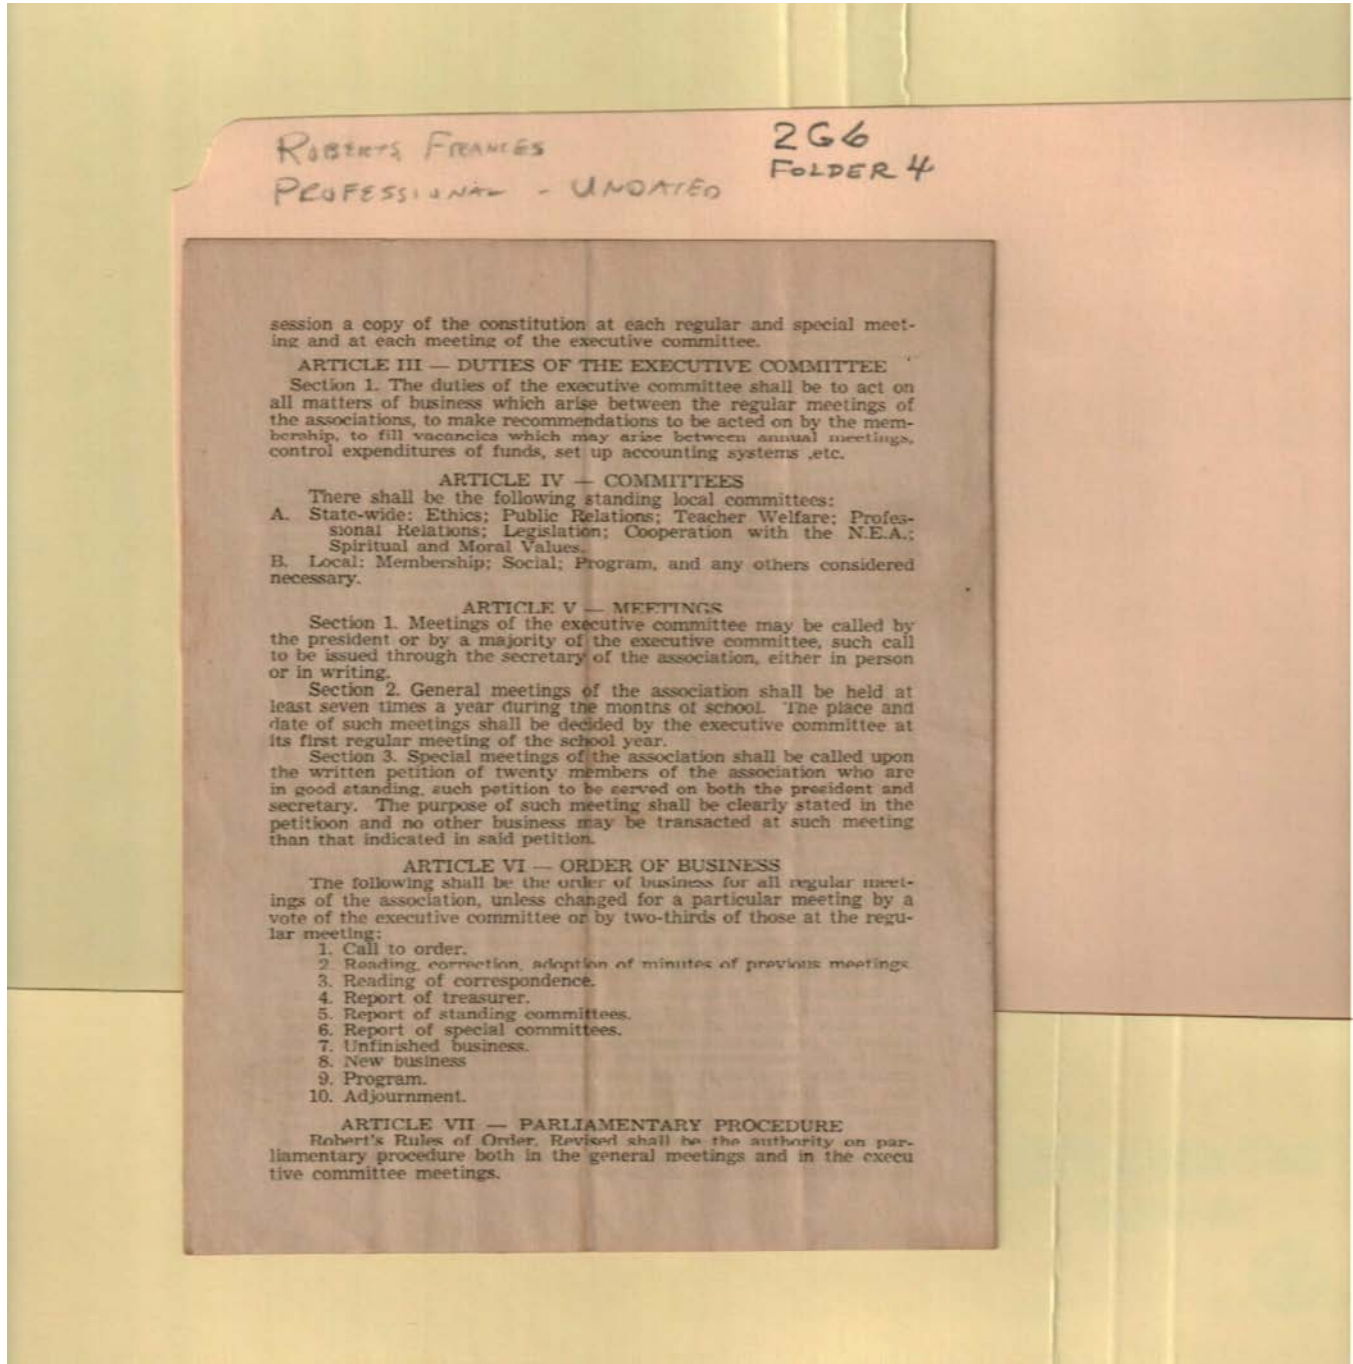 ROBERTS, FRANCES
PROFESSIONAL - UNDATED
2G6
FOLDER 4
session a copy of the constitution at each regular and special meet-
ing and at each meeting of the executive committee.
ARTICLE III — DUTIES OF THE EXECUTIVE COMMITTEE
Section 1. The duties of the executive committee shall be to act on
all matters of business which arise between the regular meetings of
the associations, to make recommendations to be acted on by the mem-
bership, to fill vacancies which may arise between annual meetings,
control expenditures of funds, set up accounting systems ,etc.
ARTICLE IV — COMMITTEES
There shall be the following standing local committees:
A. State-wide: Ethics; Public Relations; Teacher Welfare; Profes-
sional Relations; Legislation; Cooperation with the N.E.A.;
Spiritual and Moral Values.
B. Local: Membership; Social; Program, and any others considered
necessary.
ARTICLE V — MEETINGS
Section 1. Meetings of the executive committee may be called by
the president or by a majority of the executive committee, such call
to be issued through the secretary of the association, either in person
or in writing.
Section 2. General meetings of the association shall be held at
least seven times a year during the months of school. The place and
date of such meetings shall be decided by the executive committee at
its first regular meeting of the school year.
Section 3. Special meetings of the association shall be called upon
the written petition of twenty members of the association who are
in good standing, such petition to be served on both the president and
secretary. The purpose of such meeting shall be clearly stated in the
petitioon and no other business may be transacted at such meeting
than that indicated in said petition.
ARTICLE VI — ORDER OF BUSINESS
The following shall be the order of business for all regular meet-
ings of the association, unless changed for a particular meeting by a
vote of the executive committee or by two-thirds of those at the regu-
lar meeting:
1. Call to order.
2. Reading, correction, adoption of minutes of previous meetings.
3. Reading of correspondence.
4. Report of treasurer.
5. Report of standing committees.
6. Report of special committees.
7. Unfinished business.
8. New business
9. Program.
10. Adjournment.
ARTICLE VII — PARLIAMENTARY PROCEDURE
Robert's Rules of Order, Revised shall be the authority on par-
liamentary procedure both in the general meetings and in the execu
tive committee meetings.